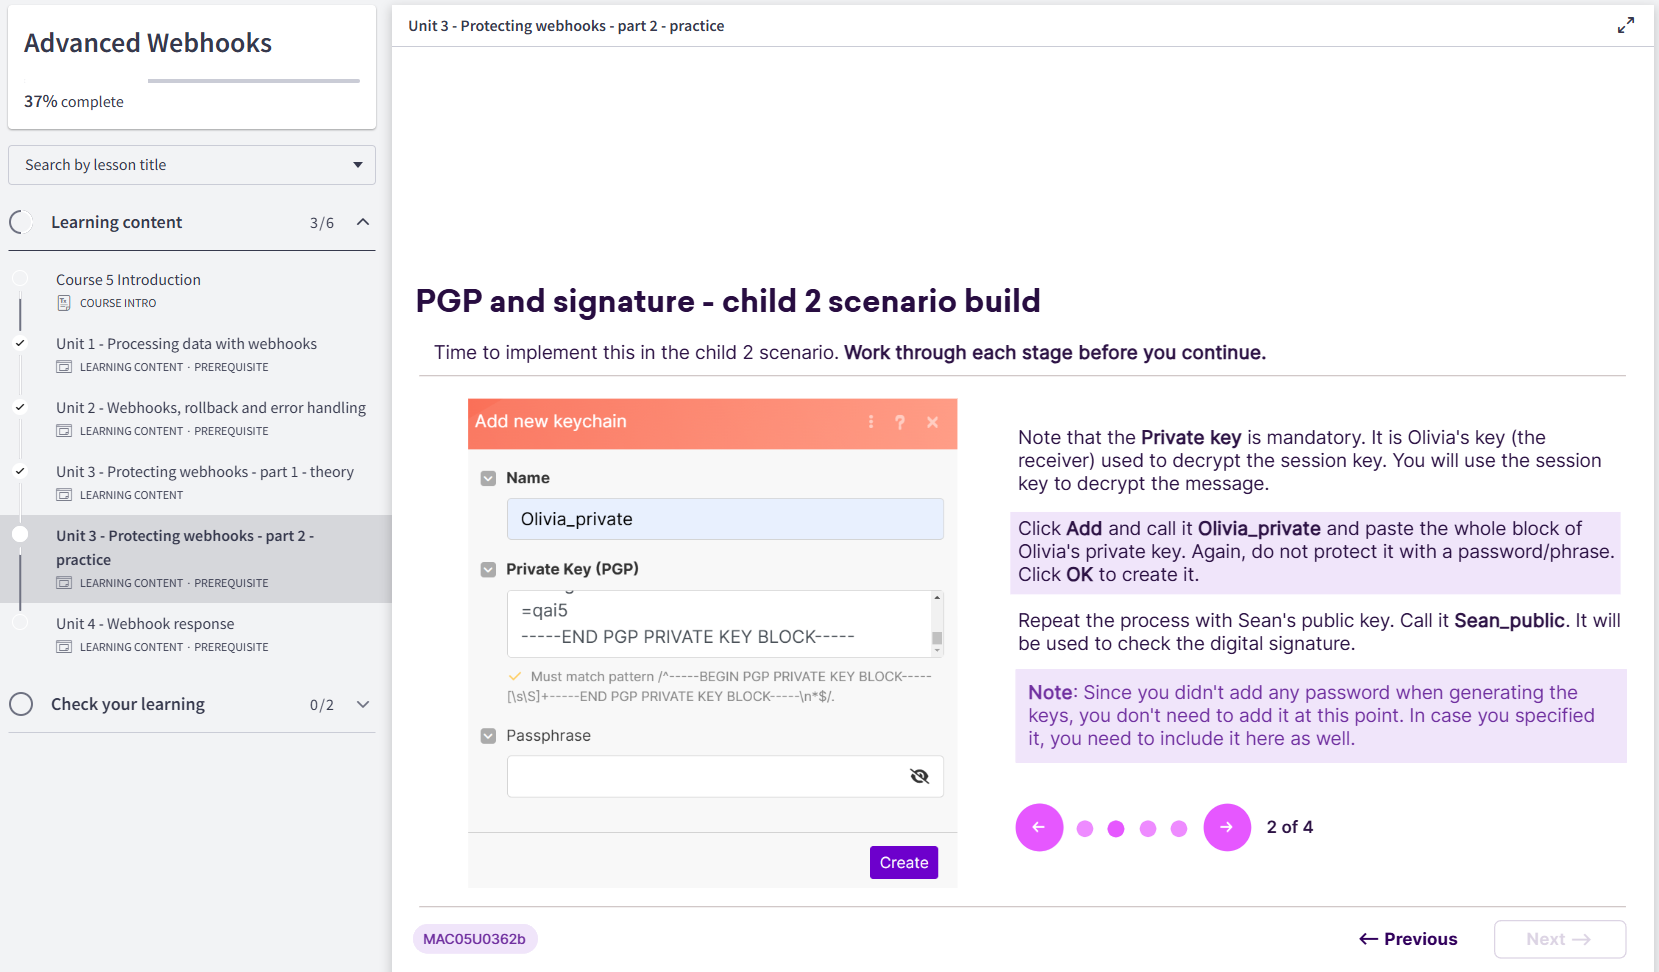 Advanced Webhooks
37% complete
Search by lesson title
Learning content 3/6
Course 5 Introduction
COURSE INTRO
Unit 1 - Processing data with webhooks
LEARNING CONTENT · PREREQUISITE
Unit 2 - Webhooks, rollback and error handling
LEARNING CONTENT · PREREQUISITE
Unit 3 - Protecting webhooks - part 1 - theory
LEARNING CONTENT
Unit 3 - Protecting webhooks - part 2 -
practice
LEARNING CONTENT · PREREQUISITE
Unit 4 - Webhook response
LEARNING CONTENT · PREREQUISITE
Check your learning 0/2
Unit 3 - Protecting webhooks - part 2 - practice
PGP and signature - child 2 scenario build
Time to implement this in the child 2 scenario. Work through each stage before you continue.
Add new keychain
Name
Olivia_private
Private Key (PGP)
=qai5
-----END PGP PRIVATE KEY BLOCK-----
Must match pattern /^-----BEGIN PGP PRIVATE KEY BLOCK-----
[\s\S]+-----END PGP PRIVATE KEY BLOCK-----\n*$/.
Passphrase
Create
Note that the Private key is mandatory. It is Olivia's key (the
receiver) used to decrypt the session key. You will use the session
key to decrypt the message.
Click Add and call it Olivia_private and paste the whole block of
Olivia's private key. Again, do not protect it with a password/phrase.
Click OK to create it.
Repeat the process with Sean's public key. Call it Sean_public. It will
be used to check the digital signature.
Note: Since you didn't add any password when generating the
keys, you don't need to add it at this point. In case you specified
it, you need to include it here as well.
2 of 4
MAC05U0362b
Previous
Next